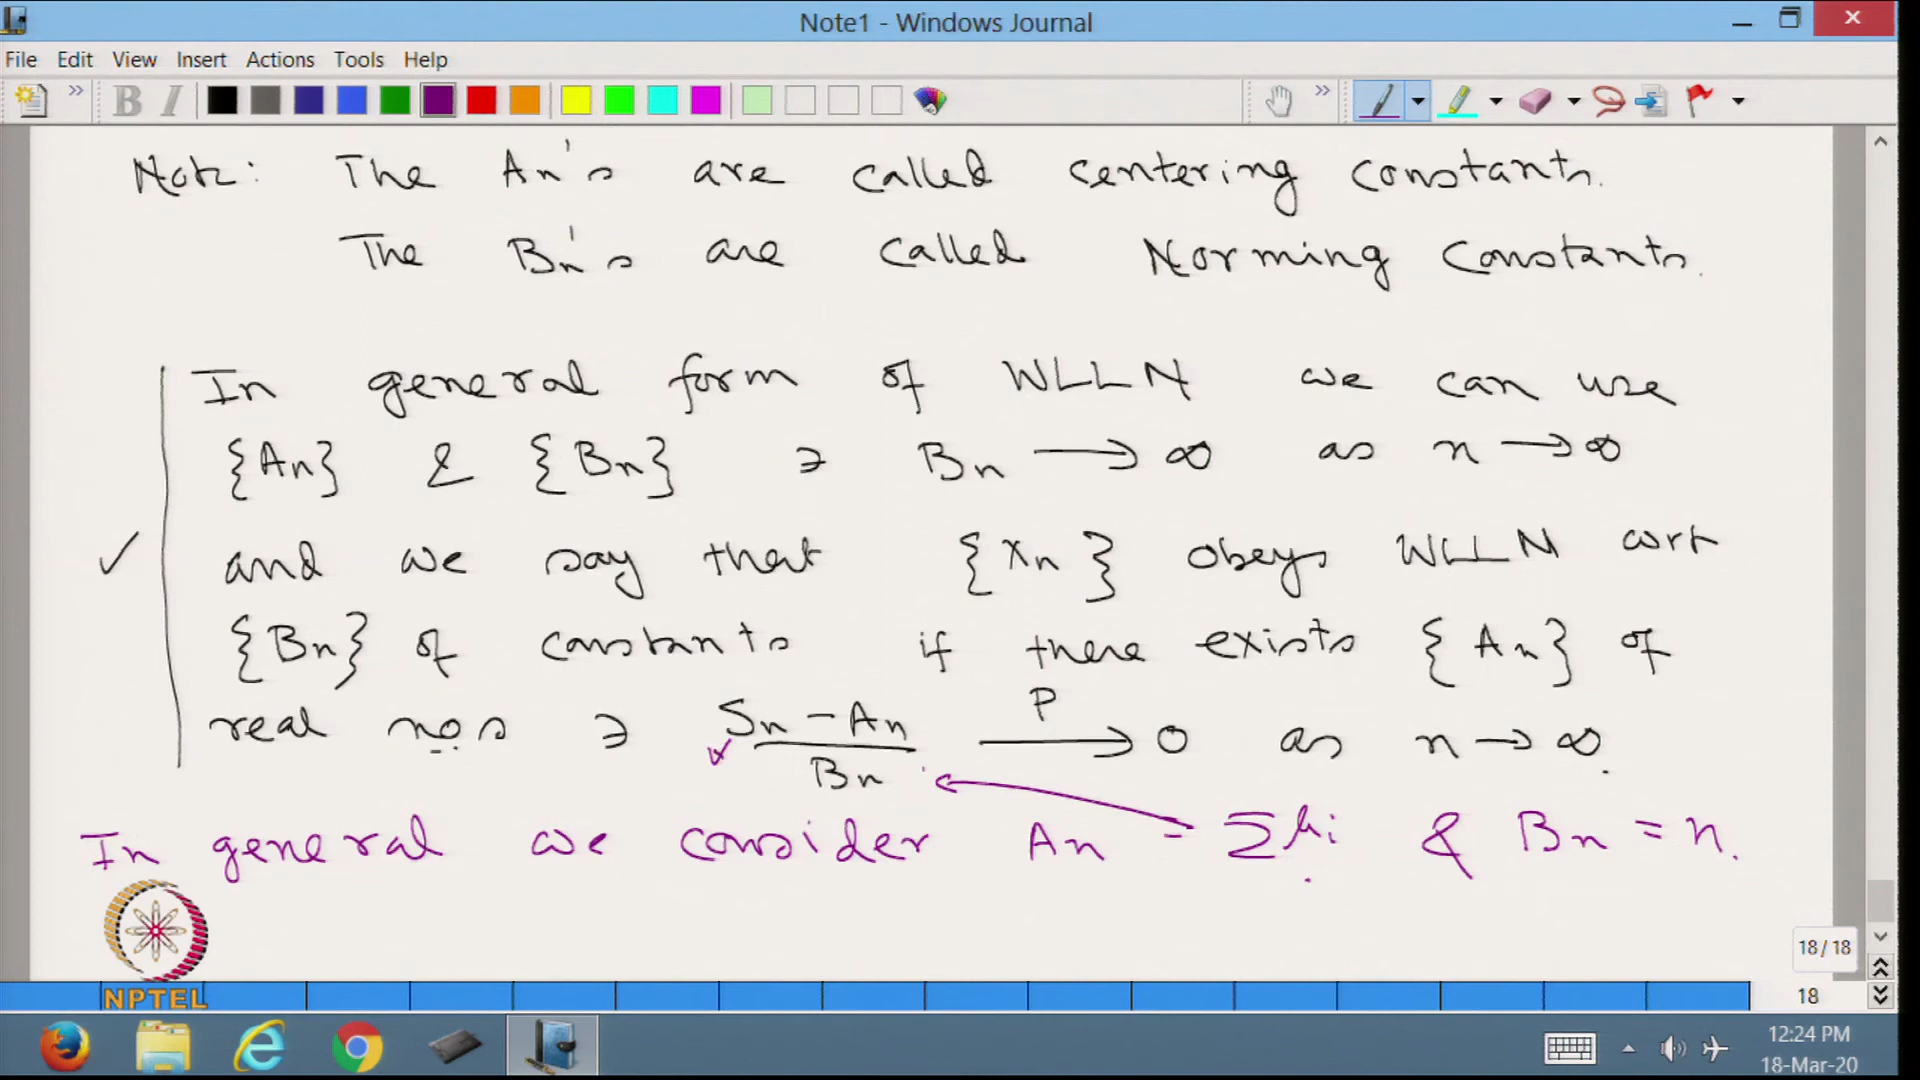 Note1 - Windows Journal
File Edit View Insert Actions Tools Help
Note: The An's are called centering constants.
The Bn's are called Norming Constants.
In general form of WLLN we can use
{An} & {Bn} ∋ Bn → ∞ as n → ∞
✓ and we say that {Xn} obeys WLLN wrt
{Bn} of constants if there exists {An} of
real nos ∋ (Sn - An)/Bn →^P 0 as n → ∞.
In general we consider An = Σμi & Bn = n.
NPTEL
18 / 18
18
12:24 PM
18-Mar-20